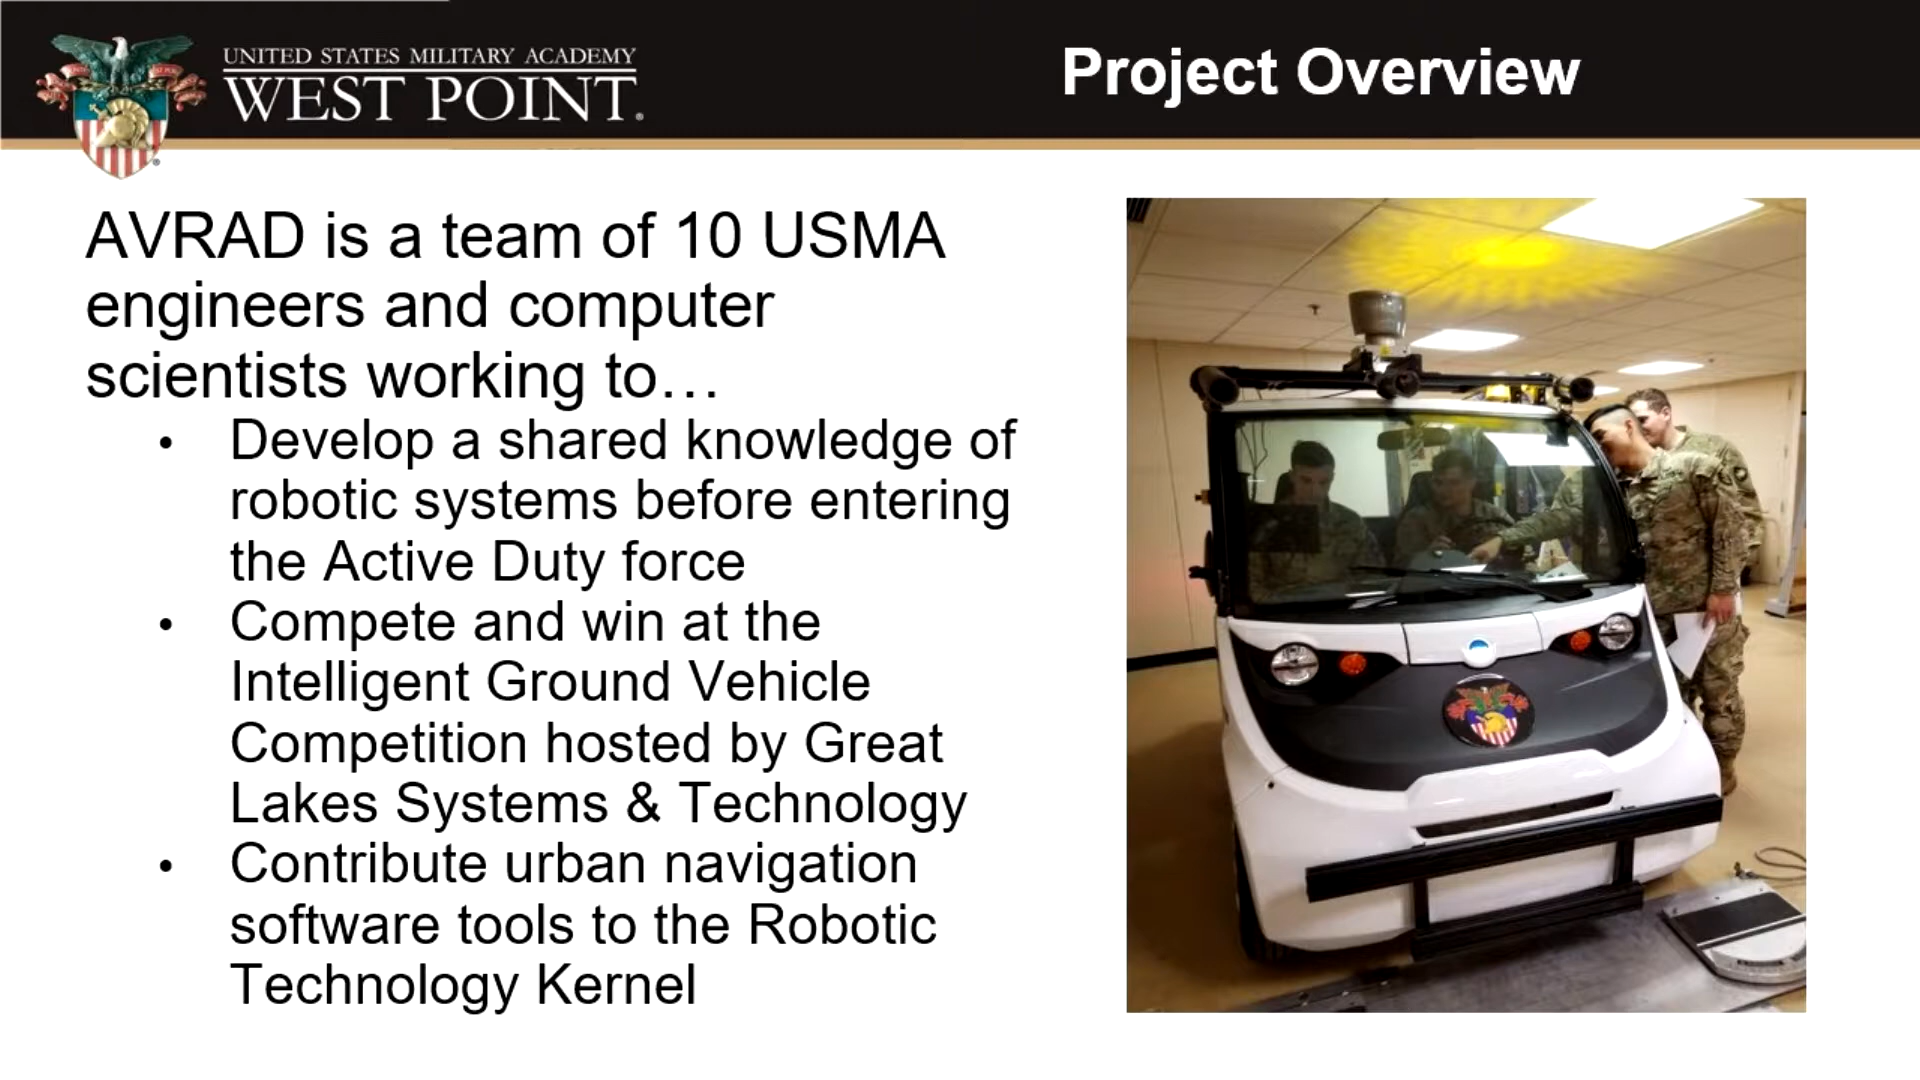 UNITED STATES MILITARY ACADEMY
WEST POINT®
Project Overview
AVRAD is a team of 10 USMA
engineers and computer
scientists working to…
• Develop a shared knowledge of
robotic systems before entering
the Active Duty force
• Compete and win at the
Intelligent Ground Vehicle
Competition hosted by Great
Lakes Systems & Technology
• Contribute urban navigation
software tools to the Robotic
Technology Kernel